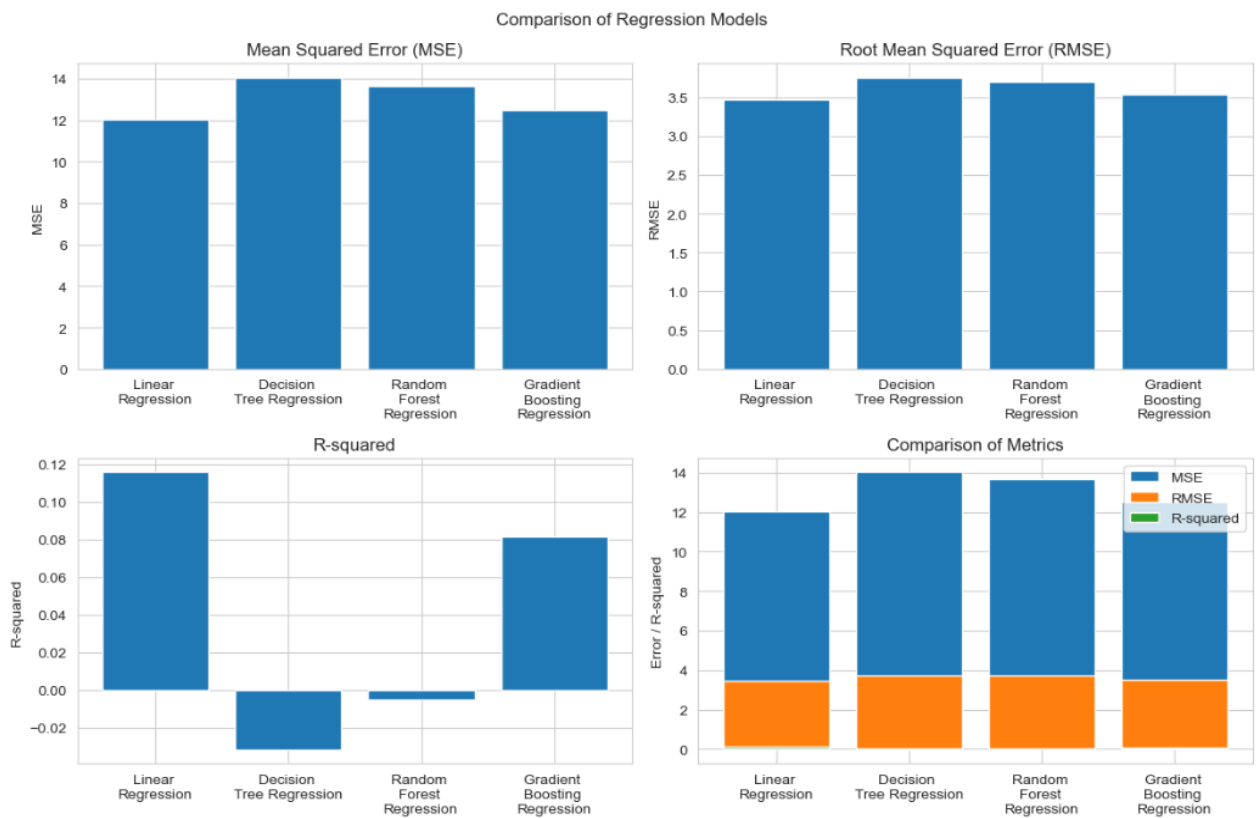 Comparison of Regression Models
Mean Squared Error (MSE)
MSE
14
12
10
8
6
4
2
0
Linear
Regression
Decision
Tree Regression
Random
Forest
Regression
Gradient
Boosting
Regression
Root Mean Squared Error (RMSE)
RMSE
3.5
3.0
2.5
2.0
1.5
1.0
0.5
0.0
Linear
Regression
Decision
Tree Regression
Random
Forest
Regression
Gradient
Boosting
Regression
R-squared
R-squared
0.12
0.10
0.08
0.06
0.04
0.02
0.00
−0.02
Linear
Regression
Decision
Tree Regression
Random
Forest
Regression
Gradient
Boosting
Regression
Comparison of Metrics
Error / R-squared
14
12
10
8
6
4
2
0
MSE
RMSE
R-squared
Linear
Regression
Decision
Tree Regression
Random
Forest
Regression
Gradient
Boosting
Regression